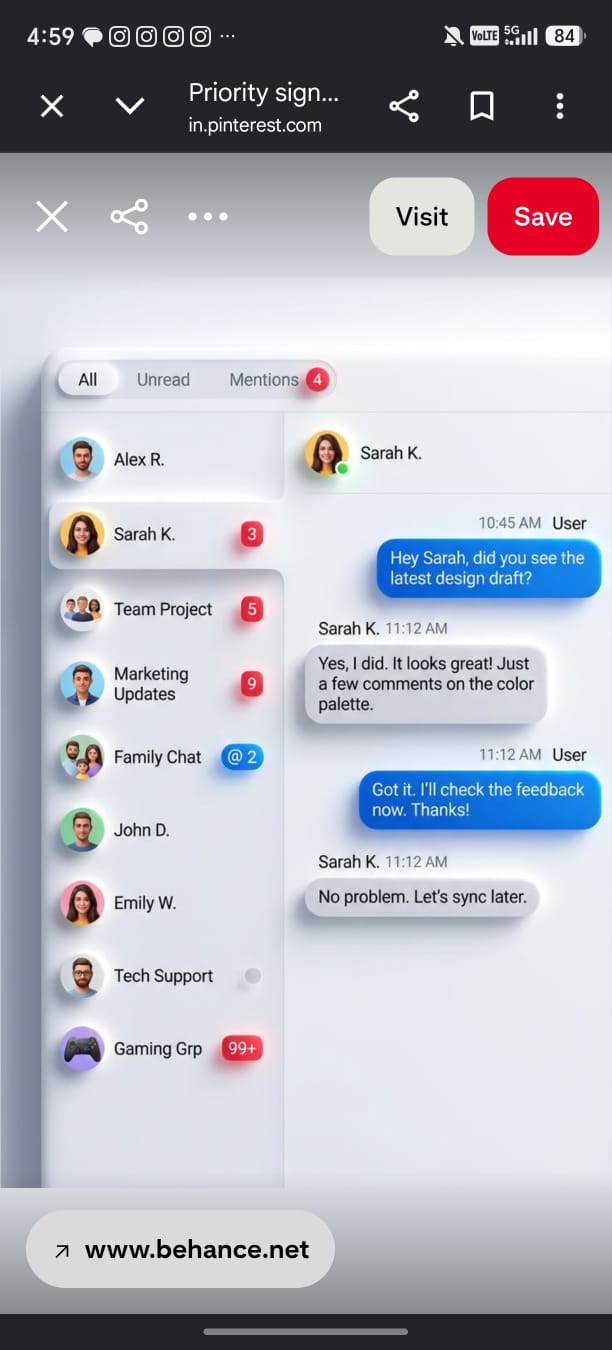 4:59
VoLTE 5G 84
Priority sign...
in.pinterest.com
Visit
Save
All
Unread
Mentions 4
Alex R.
Sarah K. 3
Team Project 5
Marketing
Updates
9
Family Chat @ 2
John D.
Emily W.
Tech Support
Gaming Grp 99+
Sarah K.
10:45 AM User
Hey Sarah, did you see the
latest design draft?
Sarah K. 11:12 AM
Yes, I did. It looks great! Just
a few comments on the color
palette.
11:12 AM User
Got it. I'll check the feedback
now. Thanks!
Sarah K. 11:12 AM
No problem. Let's sync later.
www.behance.net